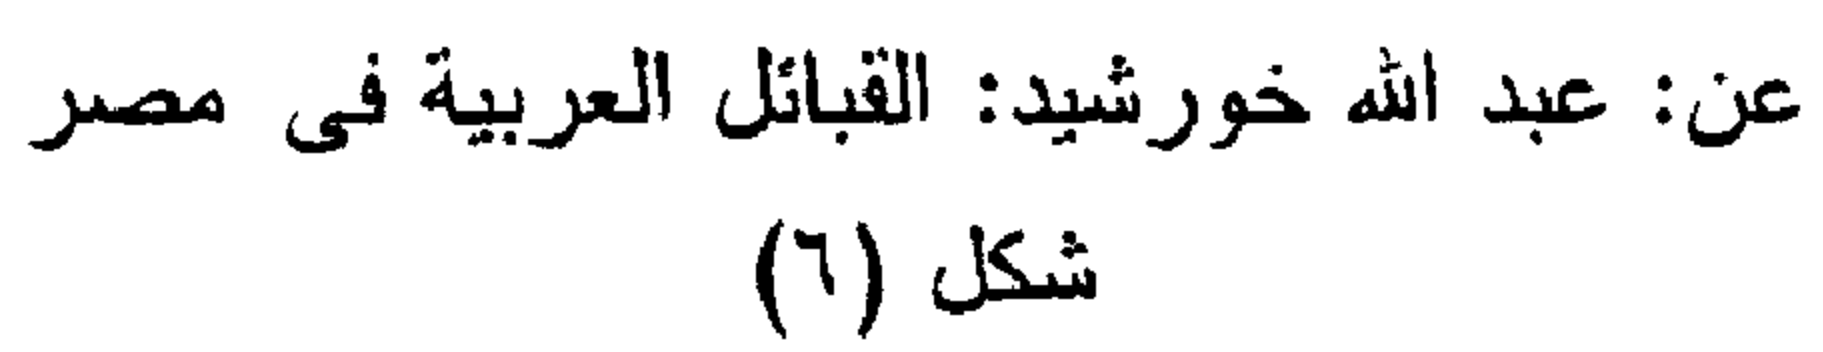 عن: عبد الله خورشيد: القبائل العربية فى مصر
شكل (٦)